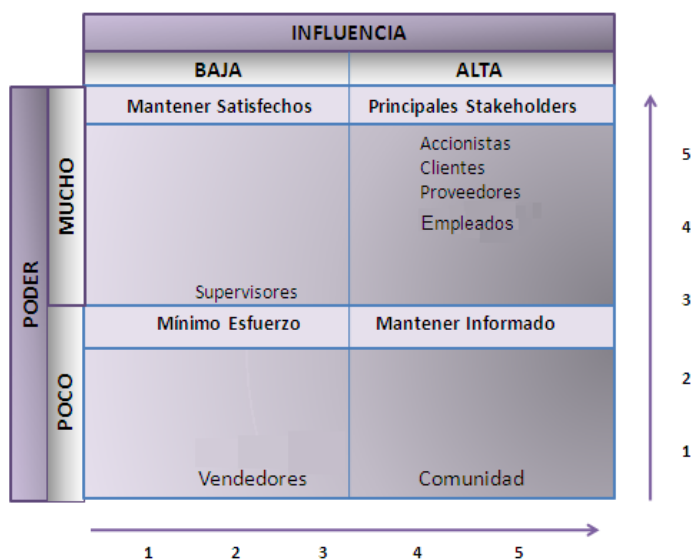 INFLUENCIA
BAJA ALTA
Mantener Satisfechos Principales Stakeholders
Accionistas
Clientes
Proveedores
Empleados
Supervisores
PODER
MUCHO
Mínimo Esfuerzo Mantener Informado
POCO
Vendedores Comunidad
5
4
3
2
1
1 2 3 4 5